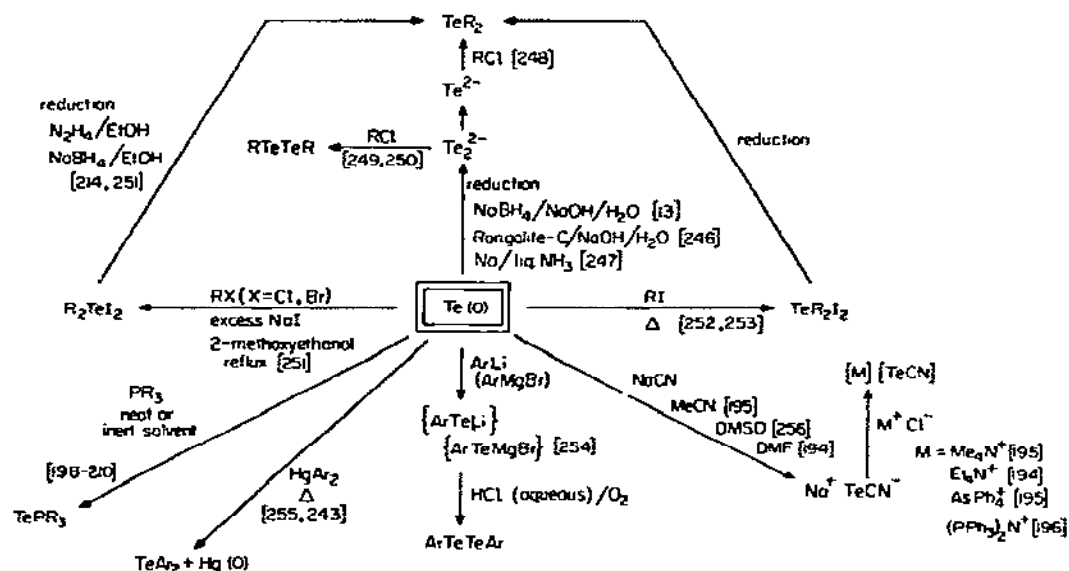 TeR₂
RCl [248]
Te²⁻
reduction
N₂H₄/EtOH
NaBH₄/EtOH
[214, 251]
RTeTeR
RCl
[249, 250]
Te₂²⁻
reduction
reduction
NaBH₄/NaOH/H₂O [13]
Rongalite-C/NaOH/H₂O [246]
Na/liq NH₃ [247]
R₂TeI₂
RX (X=Cl, Br)
excess NaI
2-methoxyethanol
reflux [251]
Te (0)
RI
Δ [252, 253]
TeR₂I₂
PR₃
neat or
inert solvent
[198-210]
TePR₃
HgAr₂
Δ
[255, 243]
TeAr₂ + Hg (0)
ArLi
(ArMgBr)
{ArTeLi}
{ArTeMgBr} [254]
HCl (aqueous)/O₂
ArTeTeAr
NaCN
MeCN [195]
DMSO [256]
DMF [194]
Na⁺ TeCN⁻
[M] [TeCN]
M⁺ Cl⁻
M = Me₄N⁺ [195]
Et₄N⁺ [194]
AsPh₄⁺ [195]
(PPh₃)₂N⁺ [196]